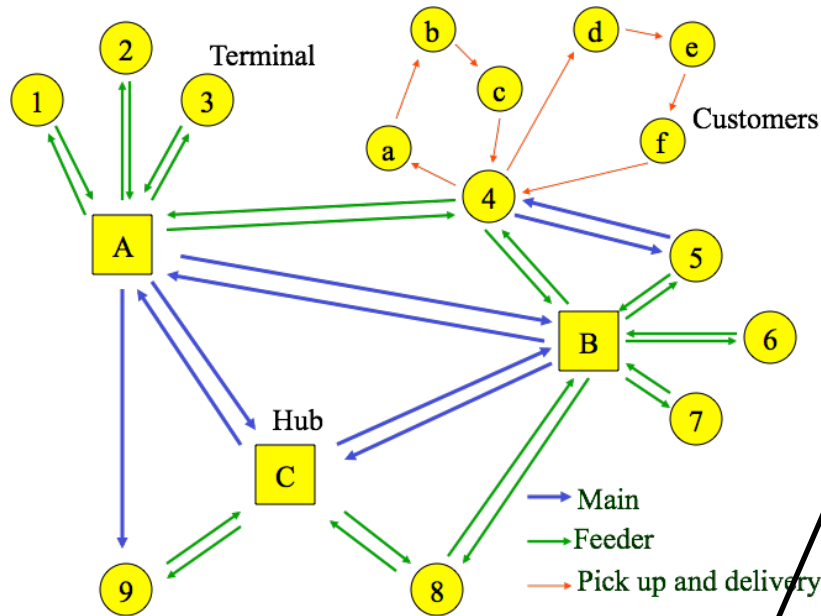 b
d
e
2
Terminal
1
3
c
a
f
Customers
4
A
5
B
6
7
Hub
C
Main
Feeder
9
8
Pick up and delivery